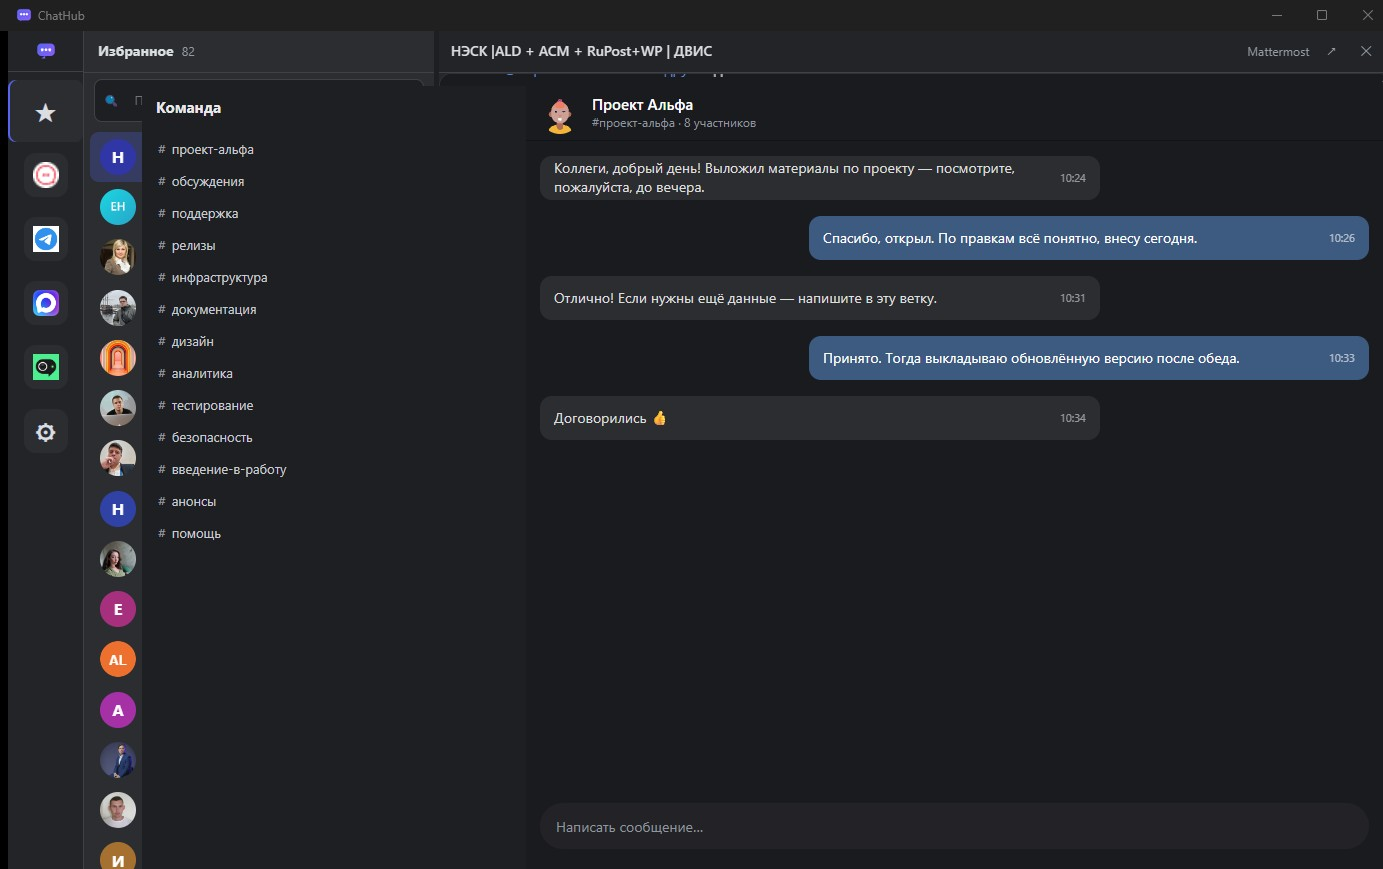 ChatHub
Избранное 82
НЭСК |ALD + ACM + RuPost+WP | ДВИС
Mattermost
П
Команда
# проект-альфа
# обсуждения
# поддержка
# релизы
# инфраструктура
# документация
# дизайн
# аналитика
# тестирование
# безопасность
# введение-в-работу
# анонсы
# помощь
Н
EH
Н
E
AL
A
И
Проект Альфа
#проект-альфа · 8 участников
Коллеги, добрый день! Выложил материалы по проекту — посмотрите,
пожалуйста, до вечера.
10:24
Спасибо, открыл. По правкам всё понятно, внесу сегодня.
10:26
Отлично! Если нужны ещё данные — напишите в эту ветку.
10:31
Принято. Тогда выкладываю обновлённую версию после обеда.
10:33
Договорились 👍
10:34
Написать сообщение...